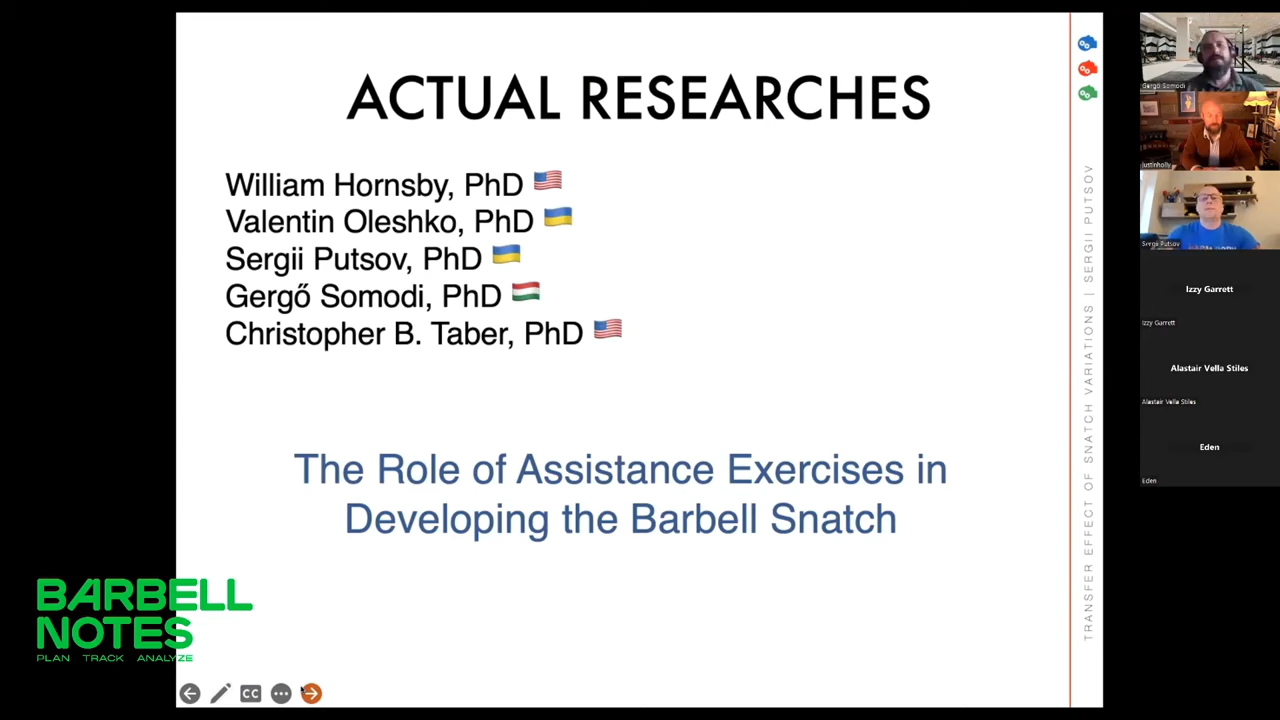 ACTUAL RESEARCHES
William Hornsby, PhD
Valentin Oleshko, PhD
Sergii Putsov, PhD
Gergő Somodi, PhD
Christopher B. Taber, PhD
The Role of Assistance Exercises in
Developing the Barbell Snatch
TRANSFER EFFECT OF SNATCH VARIATIONS | SERGII PUTSOV
BARBELL
NOTES
PLAN TRACK ANALYZE
CC
Gergő Somodi
justinholly
Sergii Putsov
Izzy Garrett
Izzy Garrett
Alastair Vella Stiles
Alastair Vella Stiles
Eden
Eden